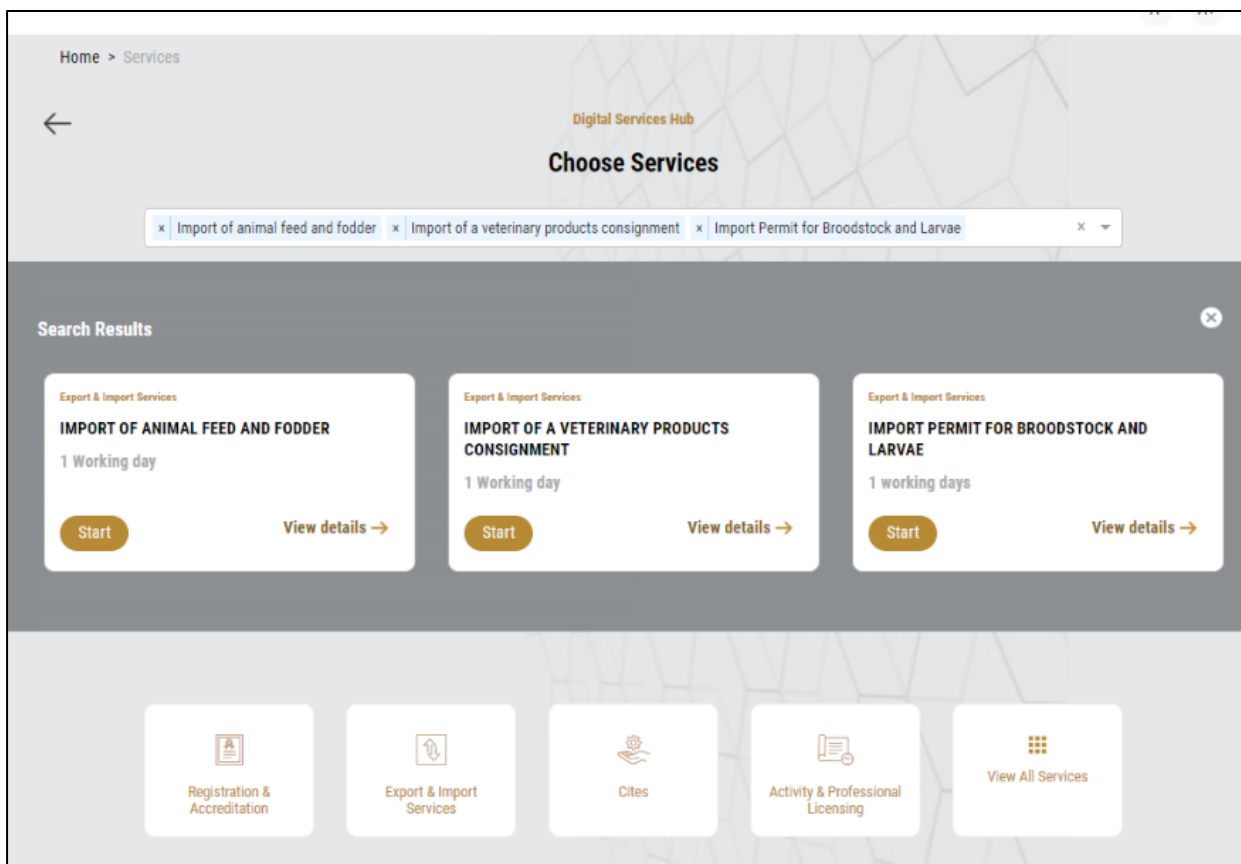 Home > Services
Digital Services Hub
Choose Services
× Import of animal feed and fodder × Import of a veterinary products consignment × Import Permit for Broodstock and Larvae ×
Search Results
Export & Import Services
IMPORT OF ANIMAL FEED AND FODDER
1 Working day
Start View details →
Export & Import Services
IMPORT OF A VETERINARY PRODUCTS
CONSIGNMENT
1 Working day
Start View details →
Export & Import Services
IMPORT PERMIT FOR BROODSTOCK AND
LARVAE
1 working days
Start View details →
Registration &
Accreditation
Export & Import
Services
Cites
Activity & Professional
Licensing
View All Services